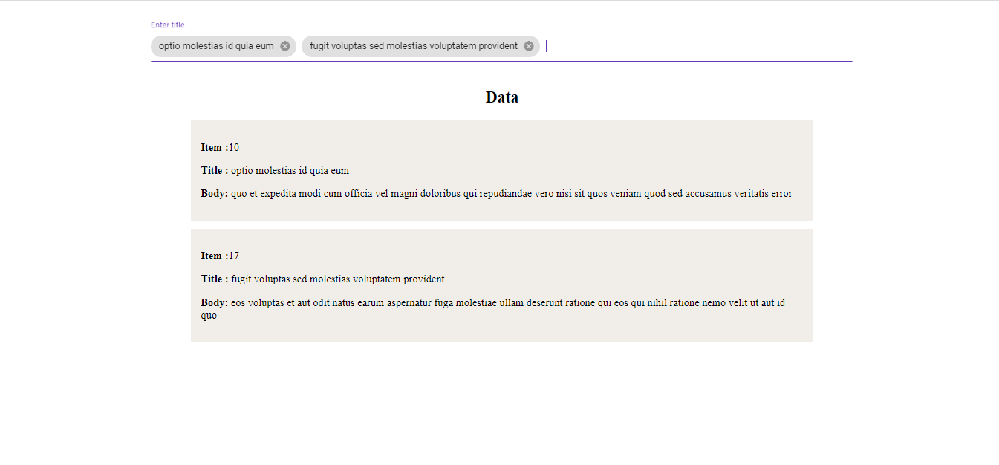 Enter title
optio molestias id quia eum fugit voluptas sed molestias voluptatem provident
Data
Item :10
Title : optio molestias id quia eum
Body: quo et expedita modi cum officia vel magni doloribus qui repudiandae vero nisi sit quos veniam quod sed accusamus veritatis error
Item :17
Title : fugit voluptas sed molestias voluptatem provident
Body: eos voluptas et aut odit natus earum aspernatur fuga molestiae ullam deserunt ratione qui eos qui nihil ratione nemo velit ut aut id
quo